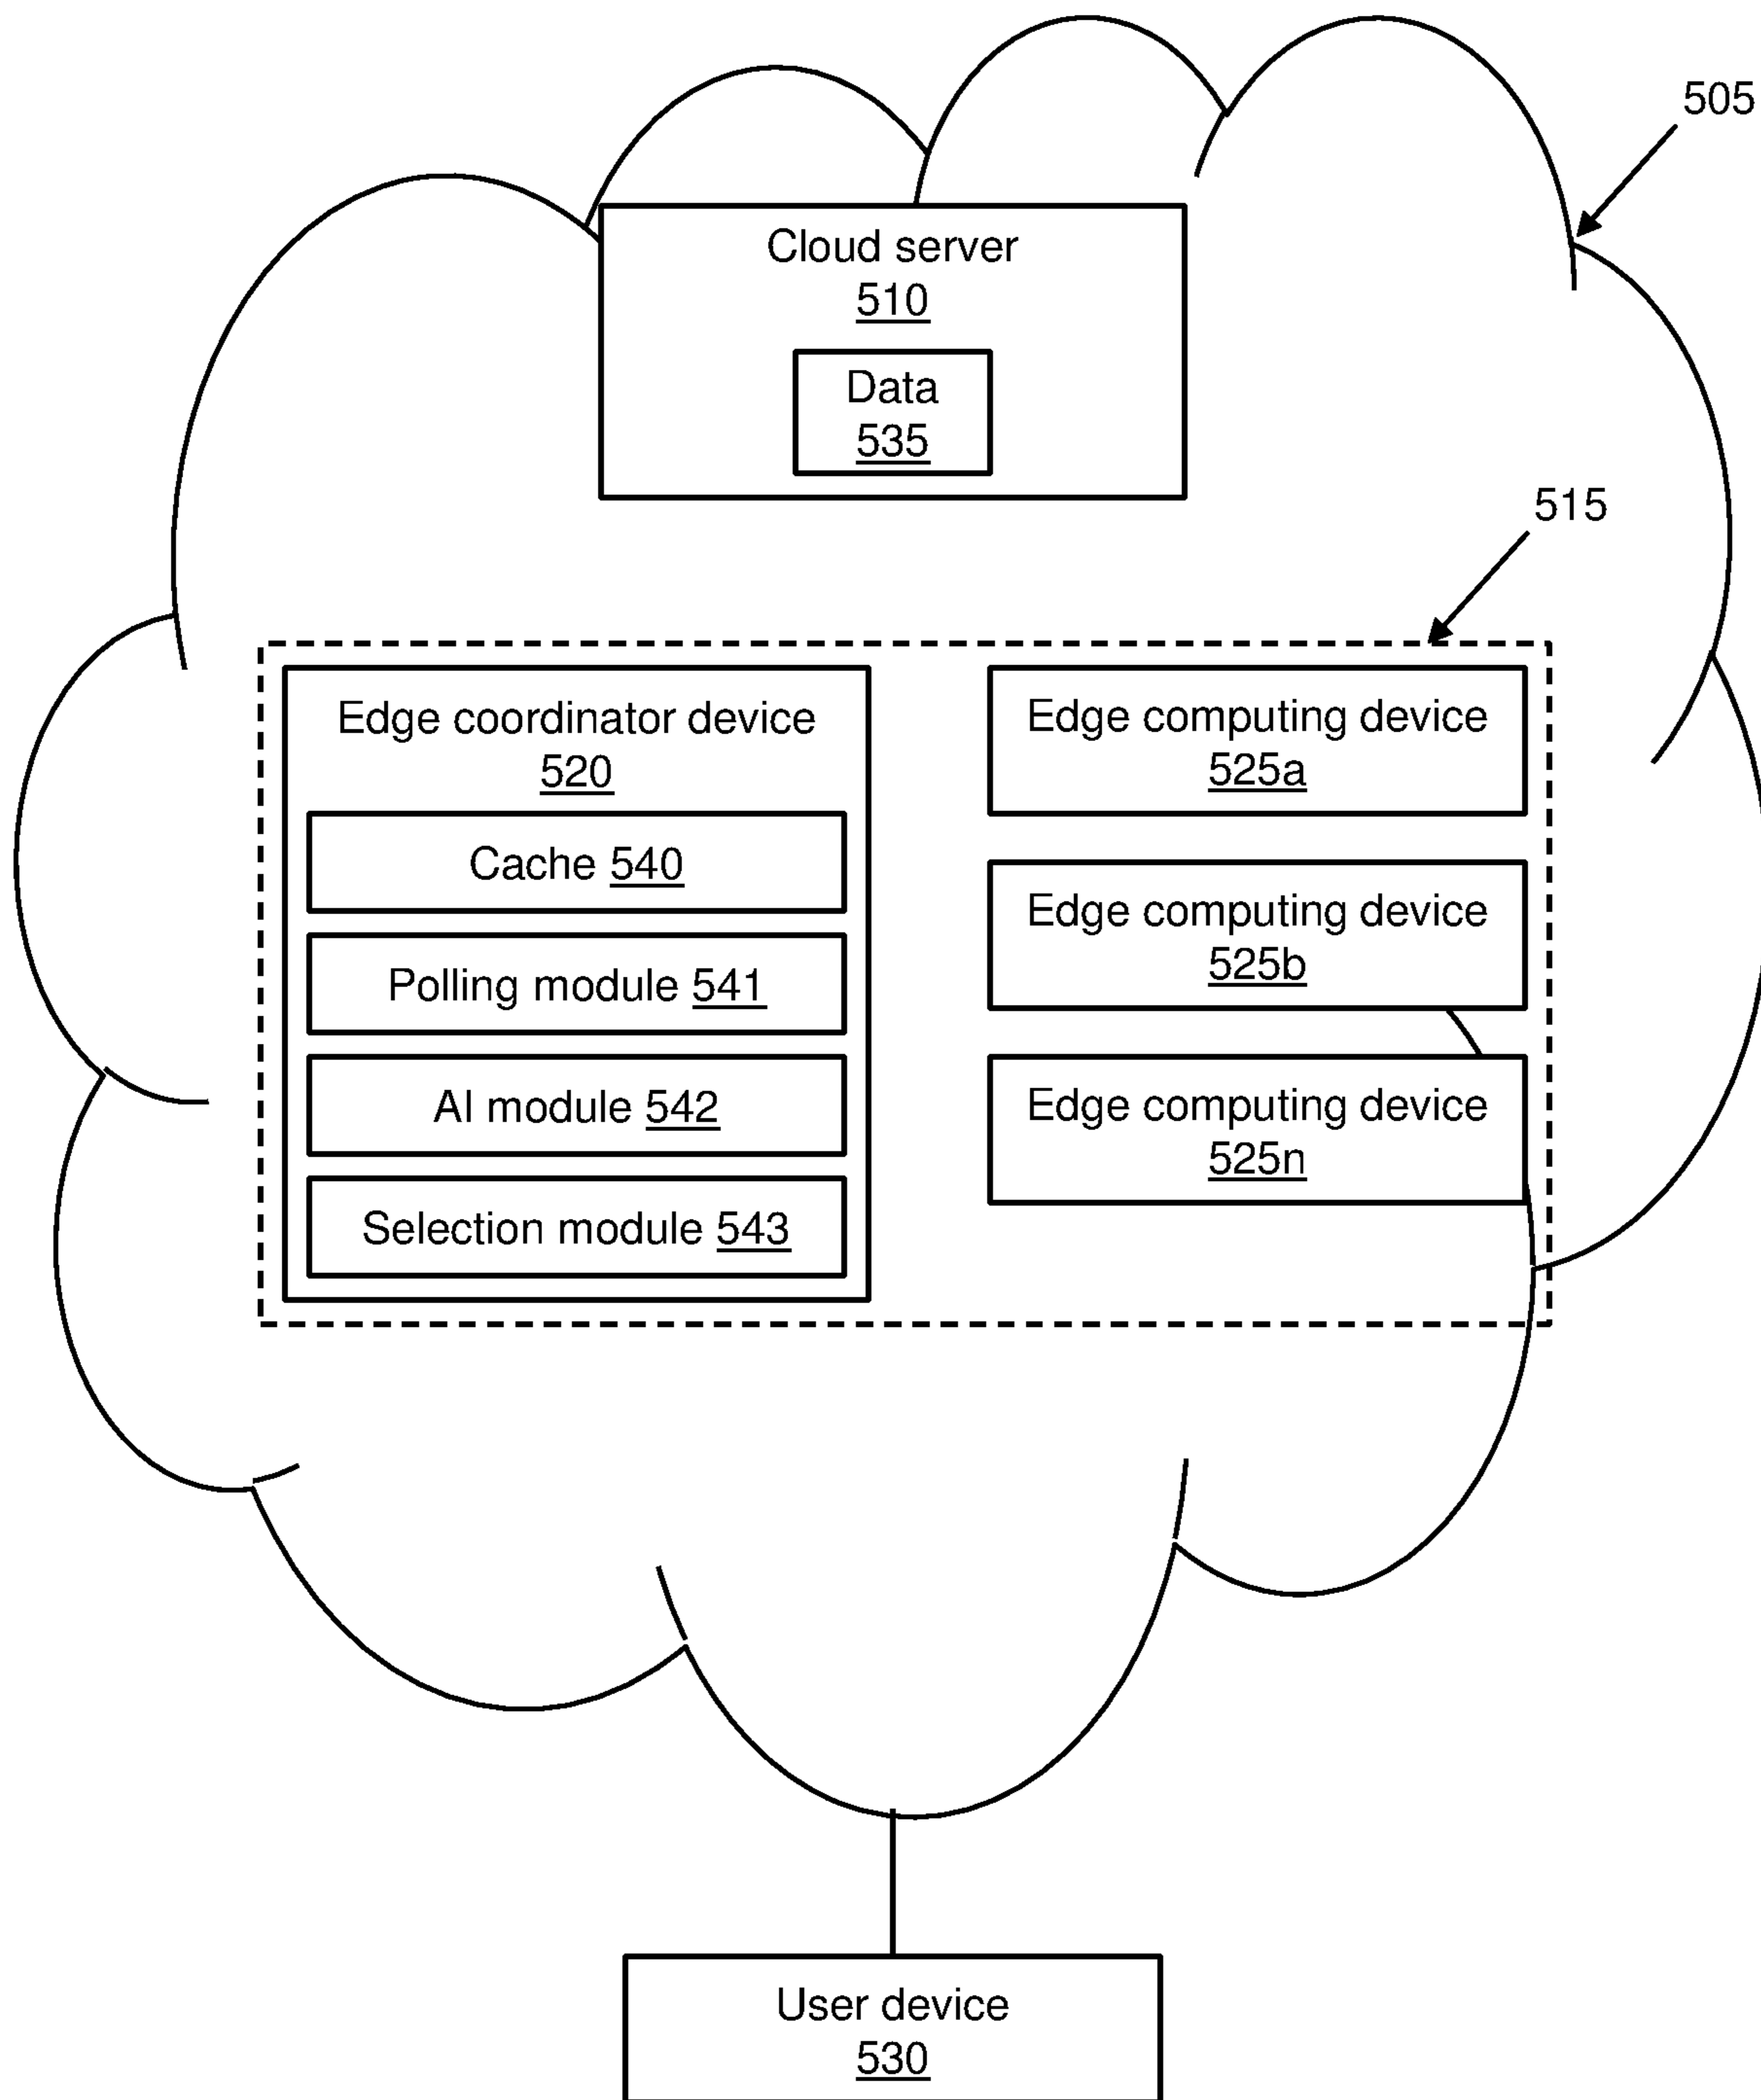 505
Cloud server
510
Data
535
515
Edge coordinator device
520
Cache 540
Polling module 541
AI module 542
Selection module 543
Edge computing device
525a
Edge computing device
525b
Edge computing device
525n
User device
530